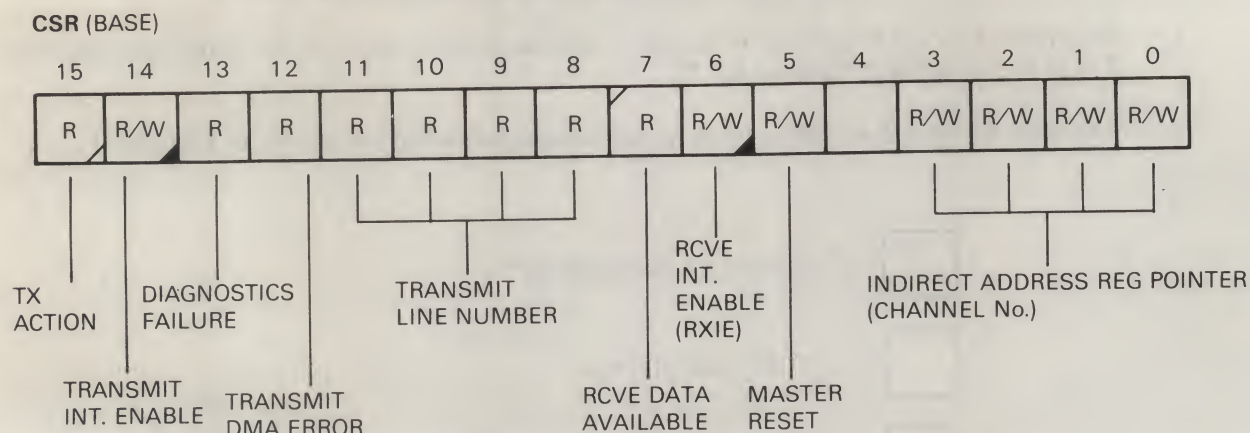 CSR (BASE)
15 14 13 12 11 10 9 8 7 6 5 4 3 2 1 0
R R/W R R R R R R R R/W R/W R/W R/W R/W R/W
TX
ACTION
TRANSMIT
INT. ENABLE
DIAGNOSTICS
FAILURE
TRANSMIT
DMA ERROR
TRANSMIT
LINE NUMBER
RCVE DATA
AVAILABLE
RCVE
INT.
ENABLE
(RXIE)
MASTER
RESET
INDIRECT ADDRESS REG POINTER
(CHANNEL No.)